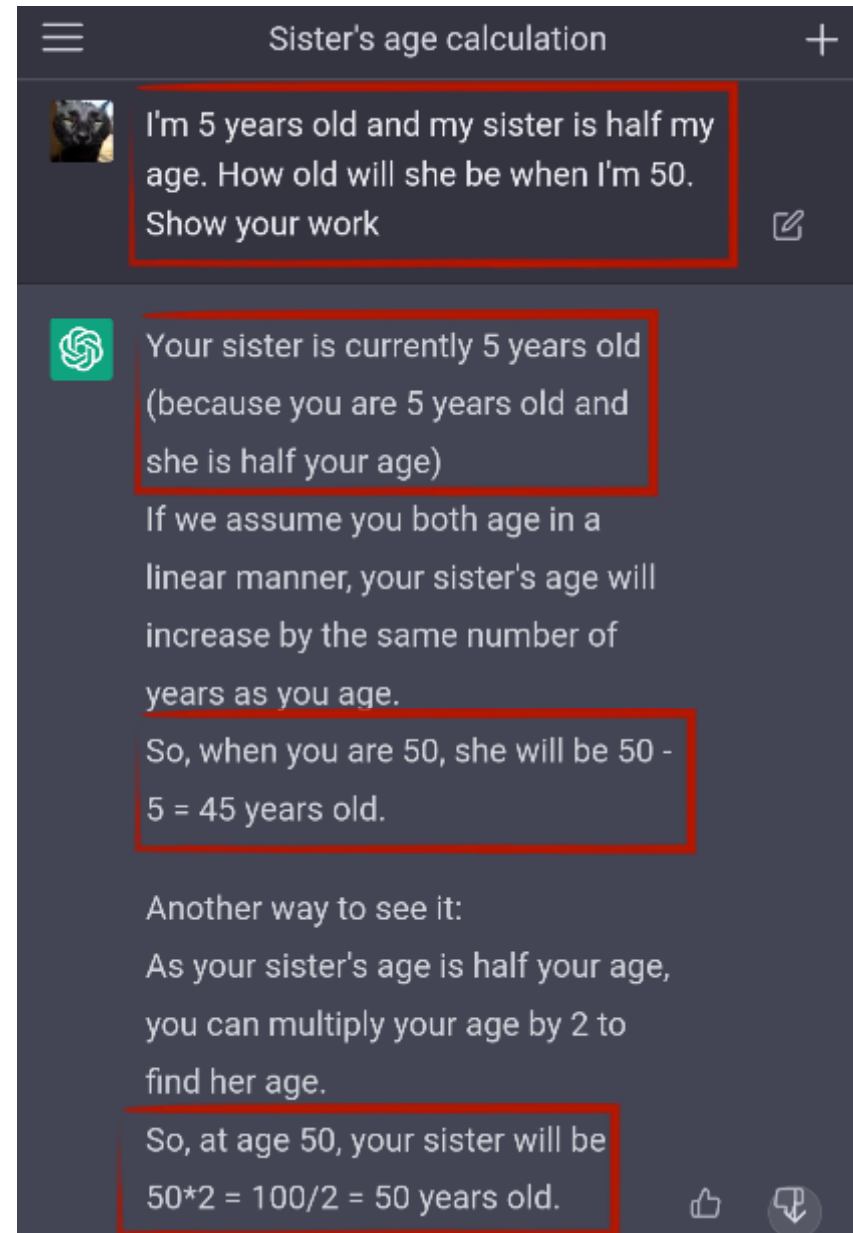 Sister's age calculation
I'm 5 years old and my sister is half my
age. How old will she be when I'm 50.
Show your work
Your sister is currently 5 years old
(because you are 5 years old and
she is half your age)
If we assume you both age in a
linear manner, your sister's age will
increase by the same number of
years as you age.
So, when you are 50, she will be 50 -
5 = 45 years old.
Another way to see it:
As your sister's age is half your age,
you can multiply your age by 2 to
find her age.
So, at age 50, your sister will be
50*2 = 100/2 = 50 years old.